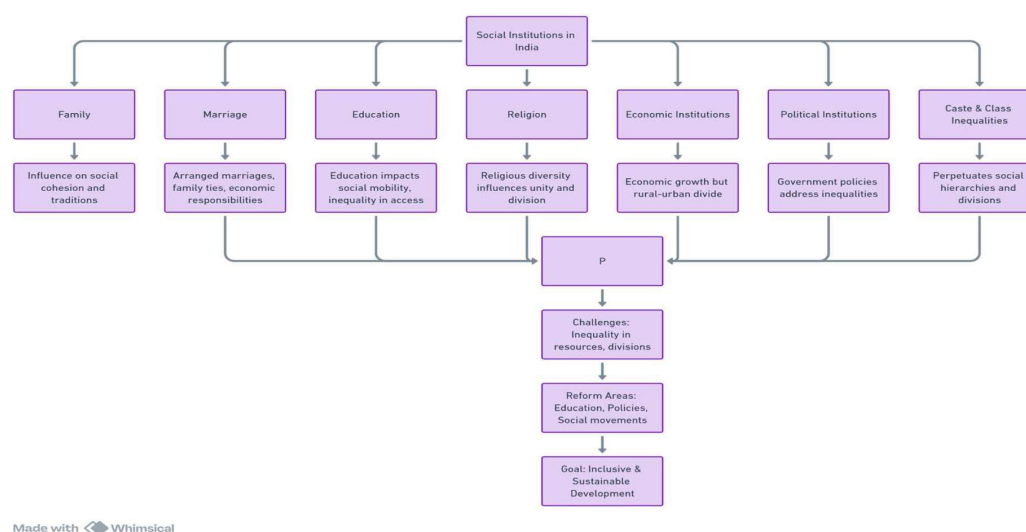 Social Institutions in
India
Family
Marriage
Education
Religion
Economic Institutions
Political Institutions
Caste & Class
Inequalities
Influence on social
cohesion and
traditions
Arranged marriages,
family ties, economic
responsibilities
Education impacts
social mobility,
inequality in access
Religious diversity
influences unity and
division
Economic growth but
rural-urban divide
Government policies
address inequalities
Perpetuates social
hierarchies and
divisions
P
Challenges:
Inequality in
resources, divisions
Reform Areas:
Education, Policies,
Social movements
Goal: Inclusive &
Sustainable
Development
Made with Whimsical